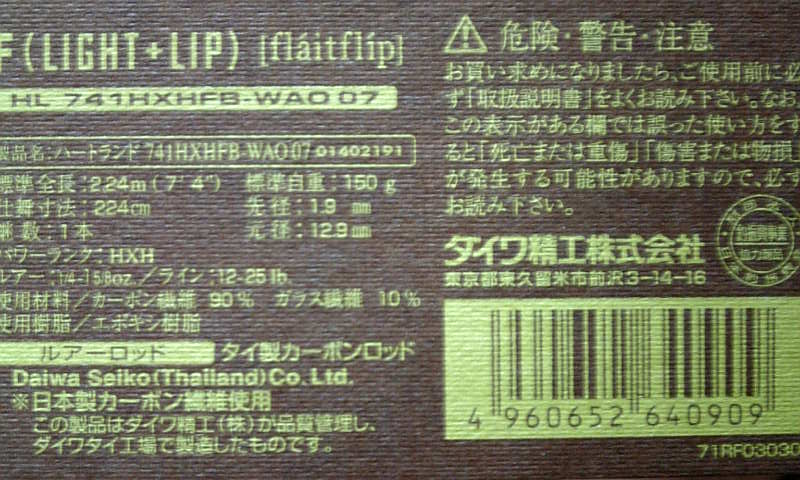 F(LIGHT+LIP) [fláitflíp]
HL 741HXHFB-WAO 07
製品名:ハートランド 741HXHFB-WAO 07 01402191
標準全長:2.24m(7'4") 標準自重:150 g
仕舞寸法:224cm 先径:1.9 mm
継数:1本 元径:12.9 mm
パワーランク:HXH
ルアー:1/4-1.5/8oz./ライン:12-25 lb
使用材料/カーボン繊維 90% ガラス繊維 10%
使用樹脂/エポキシ樹脂
ルアーロッド タイ製カーボンロッド
Daiwa Seiko(Thailand)Co.Ltd.
※日本製カーボン繊維使用
この製品はダイワ精工(株)が品質管理し、
ダイワタイ工場で製造したものです。
危険・警告・注意
お買い求めになりましたら、ご使用前に必
ず「取扱説明書」をよくお読み下さい。なお
この表示がある欄では誤った使い方をす
ると「死亡または重傷」「傷害または物損
が発生する可能性がありますので、必ず
お読み下さい。
ダイワ精工株式会社
東京都東久留米市前沢3-14-16
4 960652 640909
71RF03030